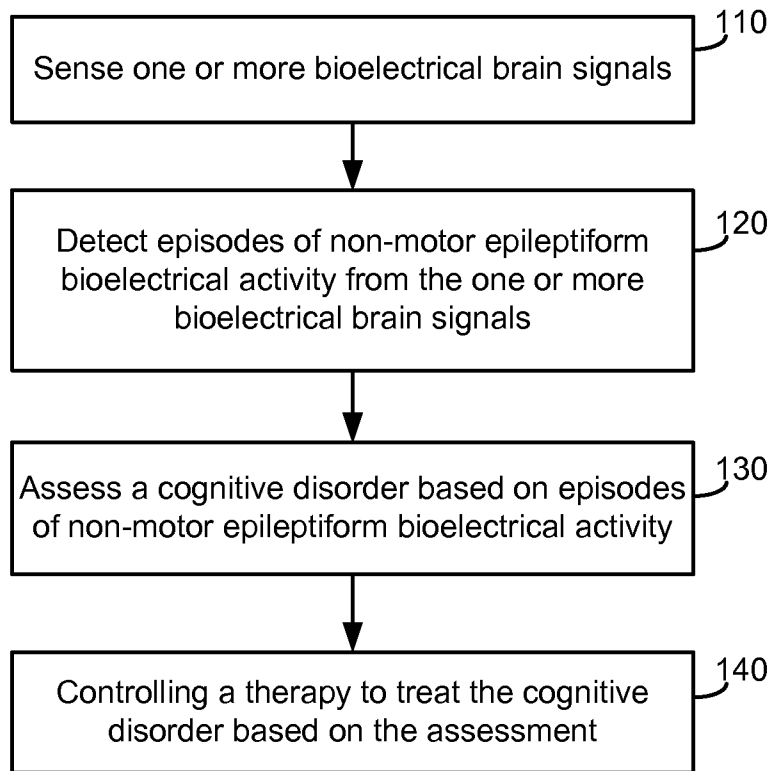 110
Sense one or more bioelectrical brain signals
120
Detect episodes of non-motor epileptiform
bioelectrical activity from the one or more
bioelectrical brain signals
130
Assess a cognitive disorder based on episodes
of non-motor epileptiform bioelectrical activity
140
Controlling a therapy to treat the cognitive
disorder based on the assessment